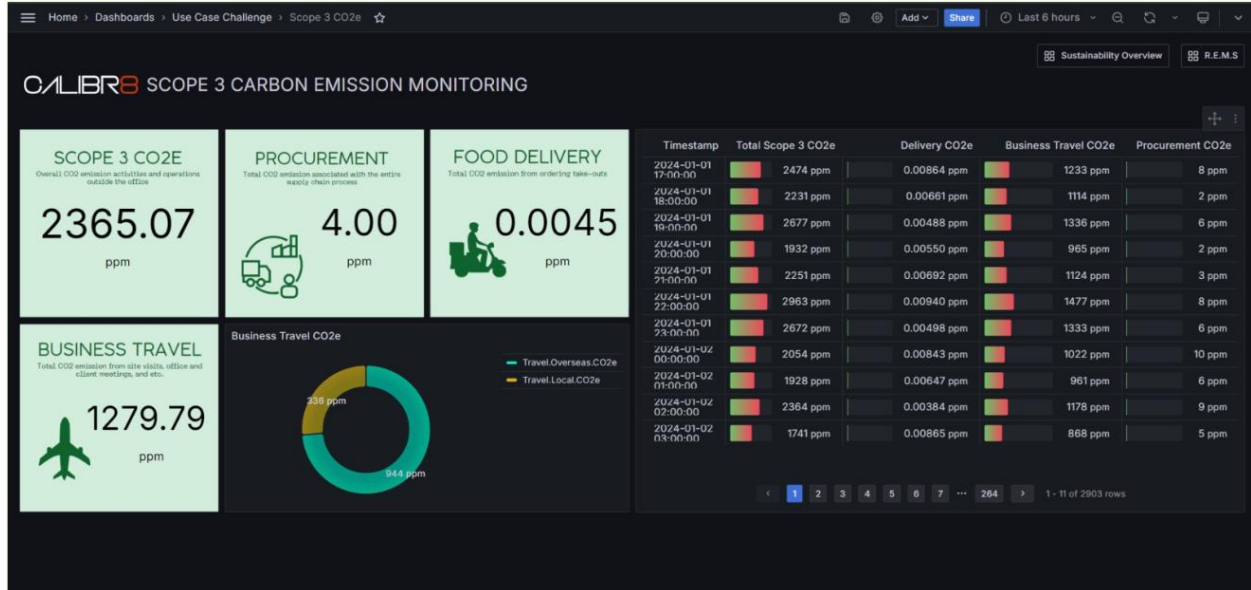 Home › Dashboards › Use Case Challenge › Scope 3 CO2e
Add
Share
Last 6 hours
Sustainability Overview
R.E.M.S
CALIBR8 SCOPE 3 CARBON EMISSION MONITORING
SCOPE 3 CO2E
Overall CO2 emission activities and operations
outside the office
2365.07
ppm
PROCUREMENT
Total CO2 emission associated with the entire
supply chain process
4.00
ppm
FOOD DELIVERY
Total CO2 emission from ordering take-outs
0.0045
ppm
BUSINESS TRAVEL
Total CO2 emission from site visits, office and
client meetings, and etc.
1279.79
ppm
Business Travel CO2e
336 ppm
944 ppm
Travel.Overseas.CO2e
Travel.Local.CO2e
Timestamp Total Scope 3 CO2e Delivery CO2e Business Travel CO2e Procurement CO2e
2024-01-01 17:00:00 2474 ppm 0.00864 ppm 1233 ppm 8 ppm
2024-01-01 18:00:00 2231 ppm 0.00661 ppm 1114 ppm 2 ppm
2024-01-01 19:00:00 2677 ppm 0.00488 ppm 1336 ppm 6 ppm
2024-01-01 20:00:00 1932 ppm 0.00550 ppm 965 ppm 2 ppm
2024-01-01 21:00:00 2251 ppm 0.00692 ppm 1124 ppm 3 ppm
2024-01-01 22:00:00 2963 ppm 0.00940 ppm 1477 ppm 8 ppm
2024-01-01 23:00:00 2672 ppm 0.00498 ppm 1333 ppm 6 ppm
2024-01-02 00:00:00 2054 ppm 0.00843 ppm 1022 ppm 10 ppm
2024-01-02 01:00:00 1928 ppm 0.00647 ppm 961 ppm 6 ppm
2024-01-02 02:00:00 2364 ppm 0.00384 ppm 1178 ppm 9 ppm
2024-01-02 03:00:00 1741 ppm 0.00865 ppm 868 ppm 5 ppm
‹ 1 2 3 4 5 6 7 ··· 264 › 1 - 11 of 2903 rows